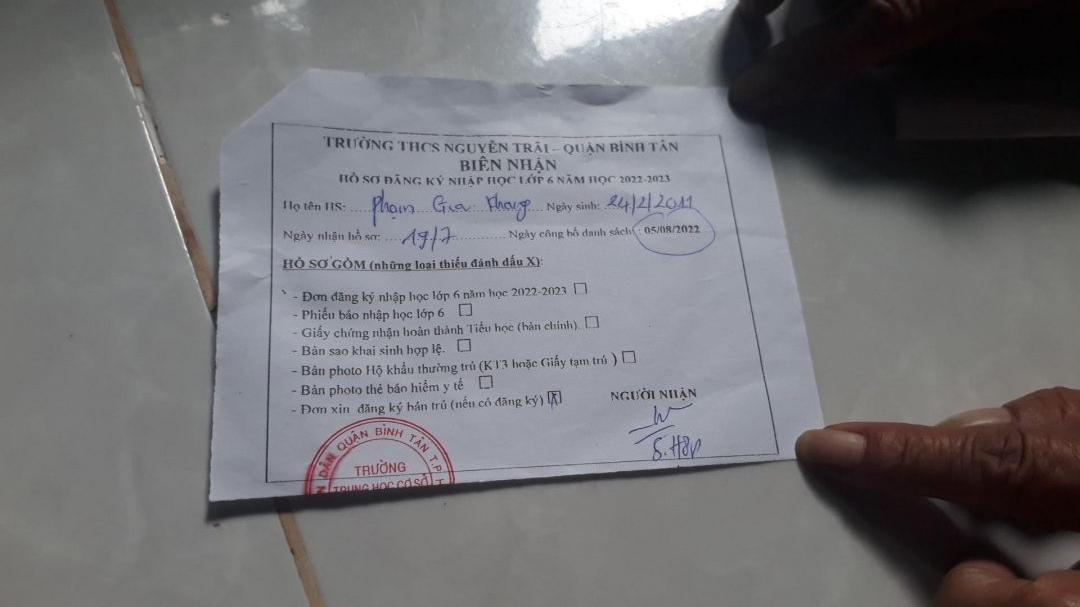 TRƯỜNG THCS NGUYỄN TRÃI – QUẬN BÌNH TÂN
BIÊN NHẬN
HỒ SƠ ĐĂNG KÝ NHẬP HỌC LỚP 6 NĂM HỌC 2022-2023
Họ tên HS: Phạm Gia Khang Ngày sinh: 24/2/2011
Ngày nhận hồ sơ: 19/7 Ngày công bố danh sách: 05/08/2022
HỒ SƠ GỒM (những loại thiếu đánh dấu X):
- Đơn đăng ký nhập học lớp 6 năm học 2022-2023
- Phiếu báo nhập học lớp 6
- Giấy chứng nhận hoàn thành Tiểu học (bản chính).
- Bản sao khai sinh hợp lệ.
- Bản photo Hộ khẩu thường trú (KT3 hoặc Giấy tạm trú )
- Bản photo thẻ bảo hiểm y tế
- Đơn xin đăng ký bán trú (nếu có đăng ký) X
NGƯỜI NHẬN
DÂN QUẬN BÌNH TÂN T.P
TRƯỜNG
TRUNG HỌC CƠ SỞ